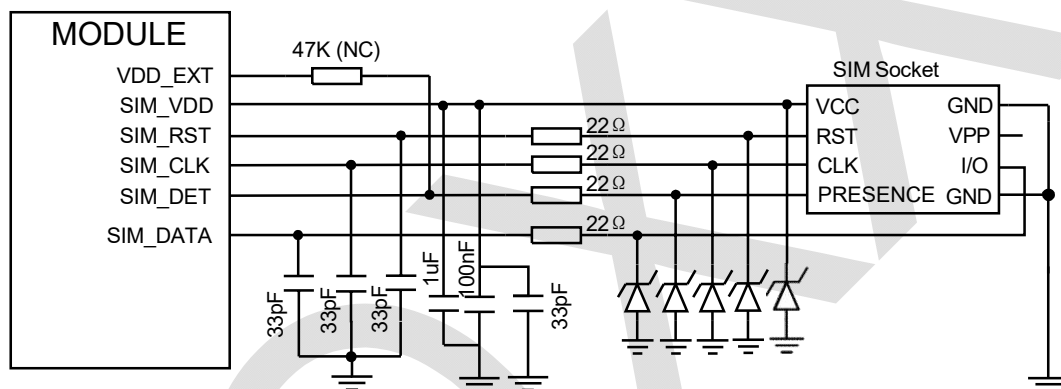 MODULE
47K (NC)
VDD_EXT
SIM_VDD
SIM_RST
SIM_CLK
SIM_DET
SIM_DATA
22Ω
22Ω
22Ω
22Ω
SIM Socket
VCC
GND
RST
VPP
CLK
I/O
PRESENCE
GND
33pF
33pF
33pF
1uF
100nF
33pF